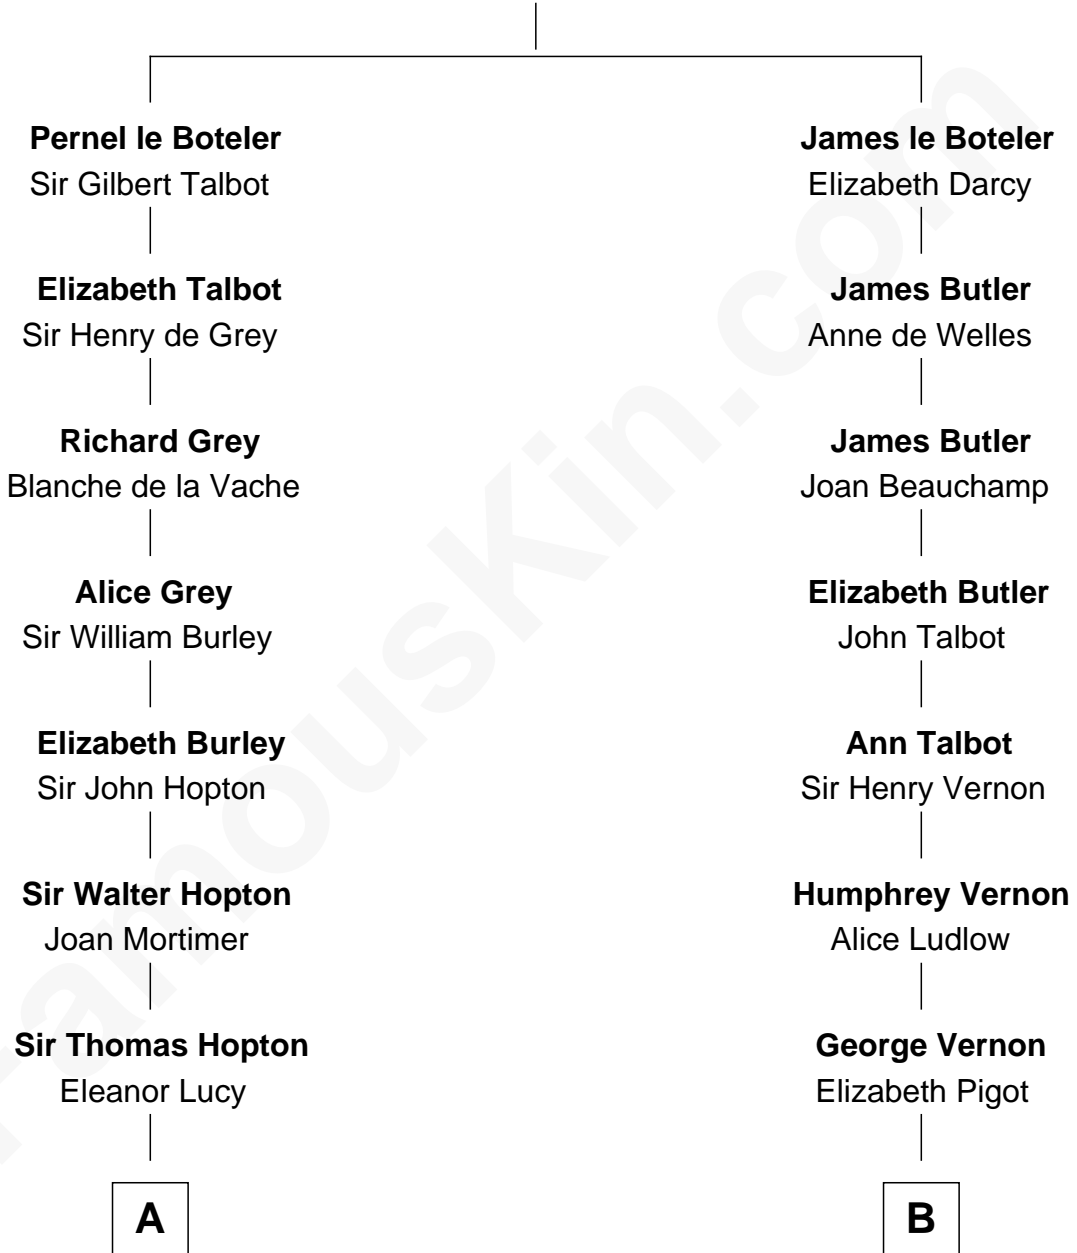 Pernel le Boteler
Sir Gilbert Talbot
Elizabeth Talbot
Sir Henry de Grey
Richard Grey
Blanche de la Vache
Alice Grey
Sir William Burley
Elizabeth Burley
Sir John Hopton
Sir Walter Hopton
Joan Mortimer
Sir Thomas Hopton
Eleanor Lucy
A
James le Boteler
Elizabeth Darcy
James Butler
Anne de Welles
James Butler
Joan Beauchamp
Elizabeth Butler
John Talbot
Ann Talbot
Sir Henry Vernon
Humphrey Vernon
Alice Ludlow
George Vernon
Elizabeth Pigot
B
FamousKin.com